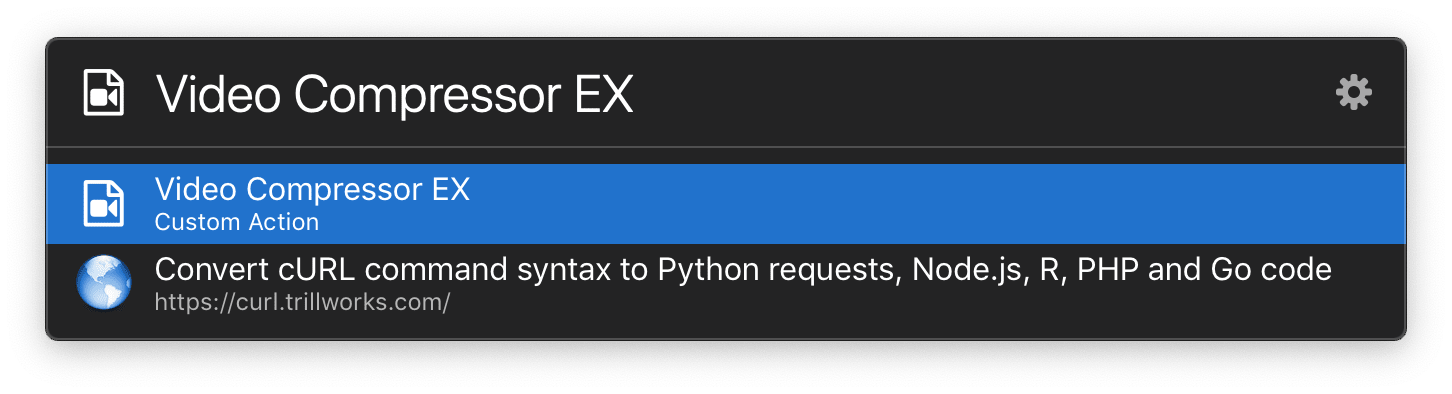 Video Compressor EX
Video Compressor EX
Custom Action
Convert cURL command syntax to Python requests, Node.js, R, PHP and Go code
https://curl.trillworks.com/